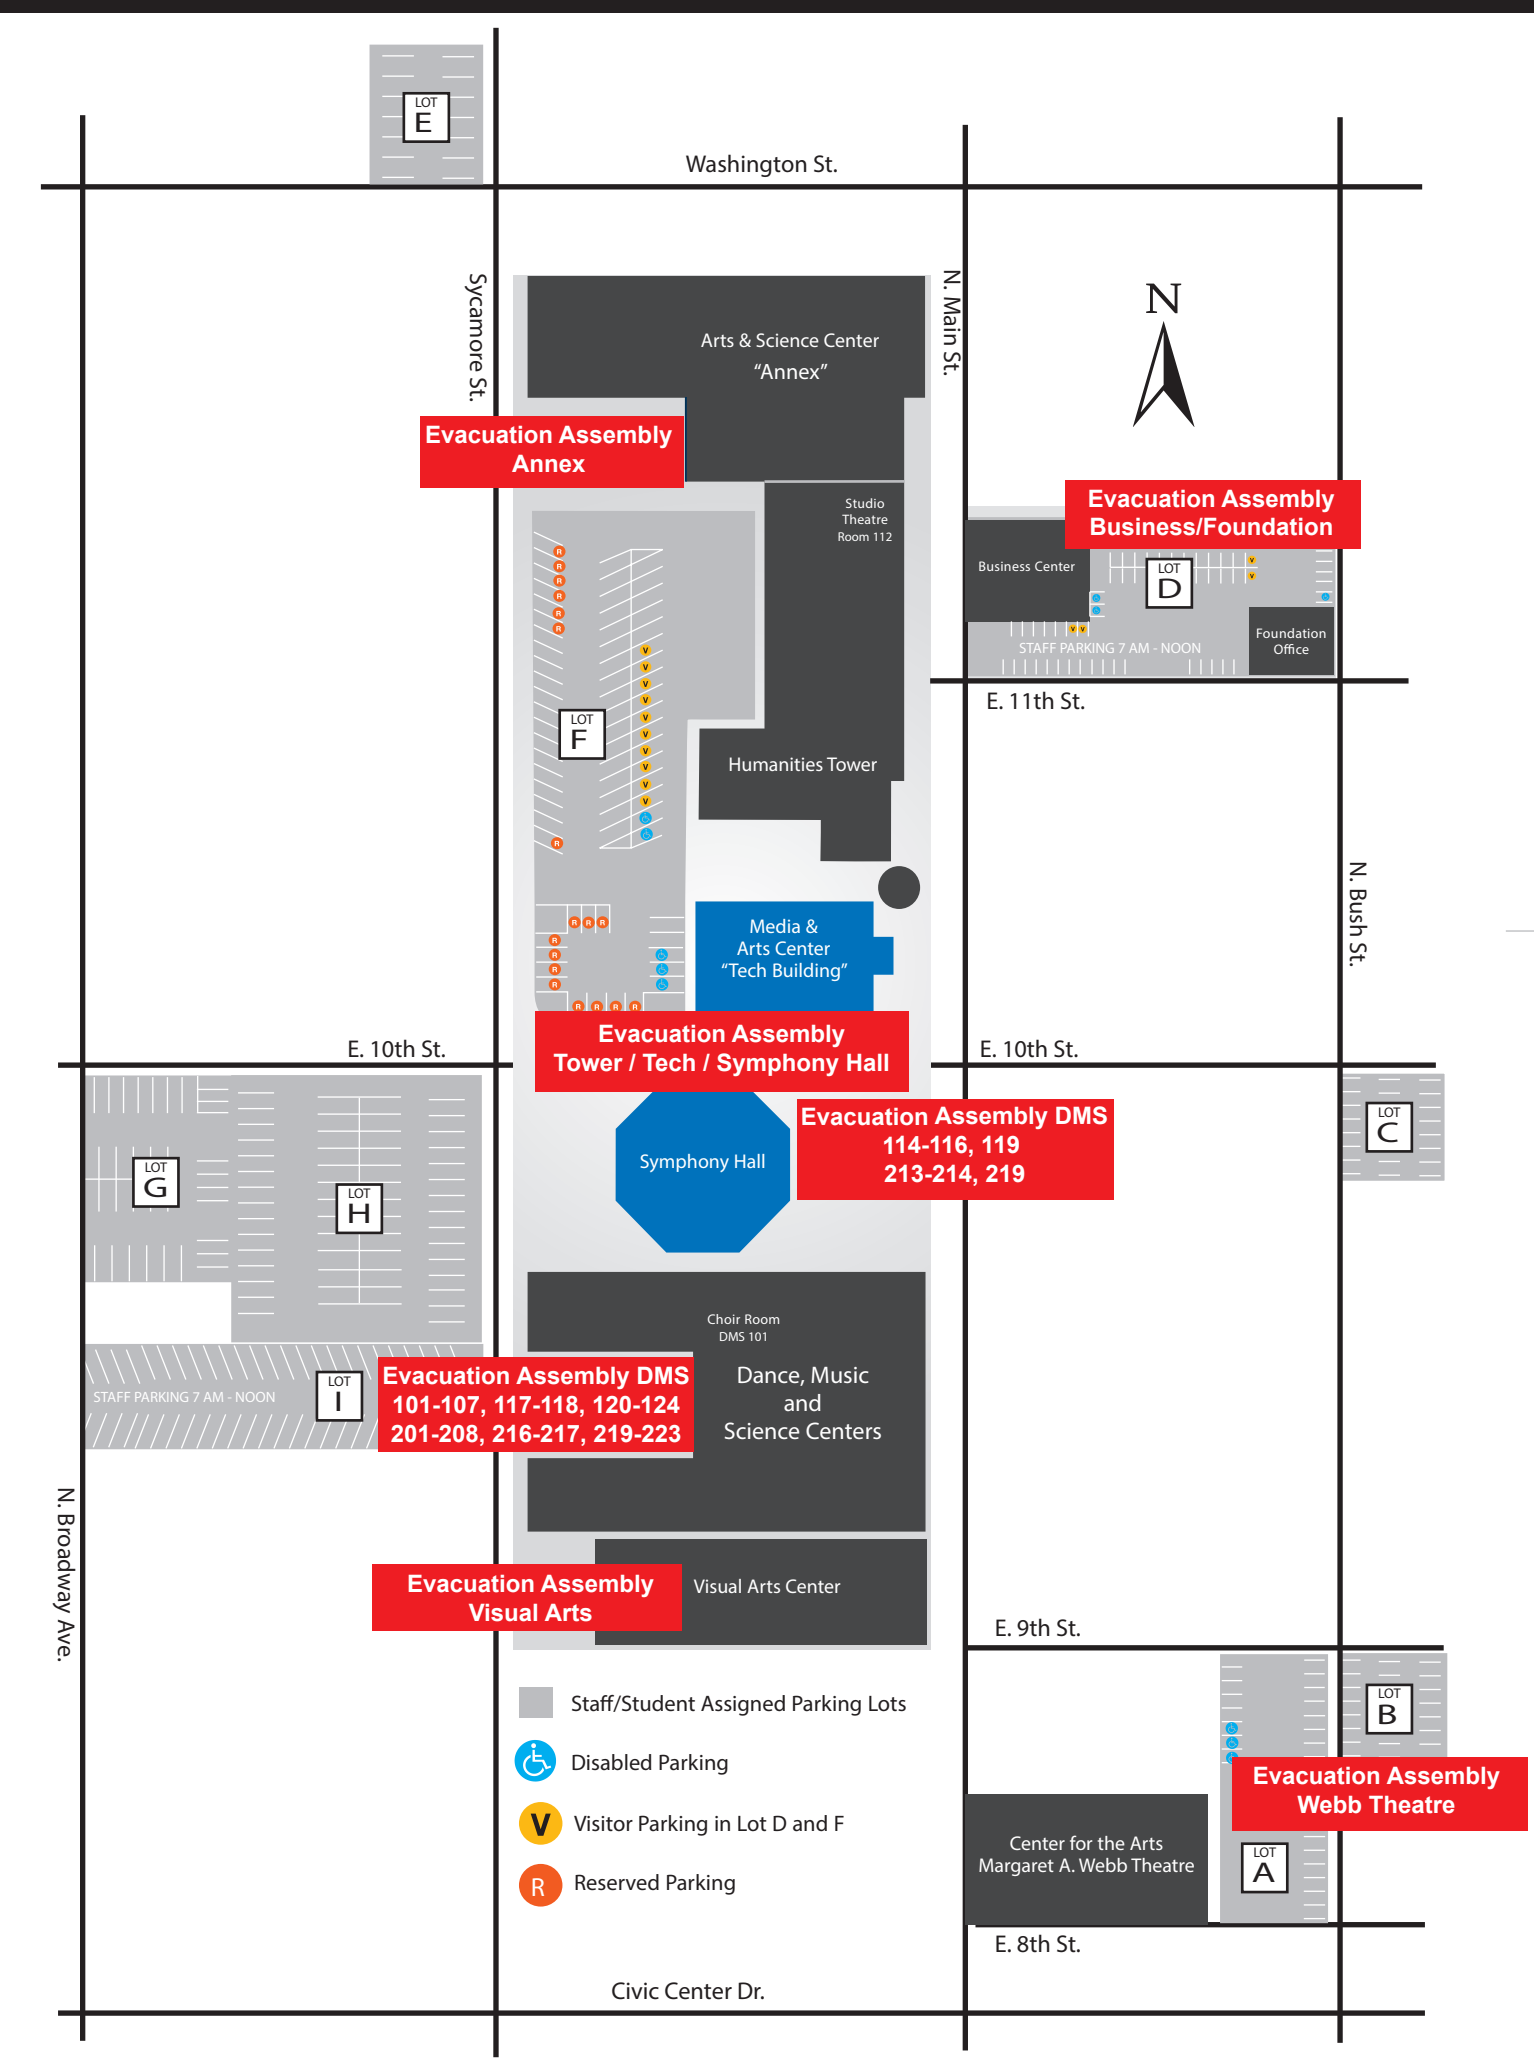 LOT
E
Washington St.
Sycamore St.
N. Main St.
N
Arts & Science Center
“Annex”
Evacuation Assembly
Annex
Studio
Theatre
Room 112
Evacuation Assembly
Business/Foundation
Business Center
LOT
D
V
V
V V
STAFF PARKING 7 AM - NOON
Foundation
Office
E. 11th St.
R
R
R
R
R
R
V
V
V
V
V
V
V
V
V
V
LOT
F
R
Humanities Tower
N. Bush St.
R R R
R
R
R
R
R R R R
Media &
Arts Center
“Tech Building”
Evacuation Assembly
Tower / Tech / Symphony Hall
E. 10th St.
E. 10th St.
Evacuation Assembly DMS
114-116, 119
213-214, 219
LOT
C
Symphony Hall
LOT
G
LOT
H
Choir Room
DMS 101
Dance, Music
and
Science Centers
Evacuation Assembly DMS
101-107, 117-118, 120-124
201-208, 216-217, 219-223
STAFF PARKING 7 AM - NOON
LOT
I
N. Broadway Ave.
Evacuation Assembly
Visual Arts
Visual Arts Center
E. 9th St.
LOT
B
Evacuation Assembly
Webb Theatre
Center for the Arts
Margaret A. Webb Theatre
LOT
A
E. 8th St.
Staff/Student Assigned Parking Lots
Disabled Parking
V Visitor Parking in Lot D and F
R Reserved Parking
Civic Center Dr.